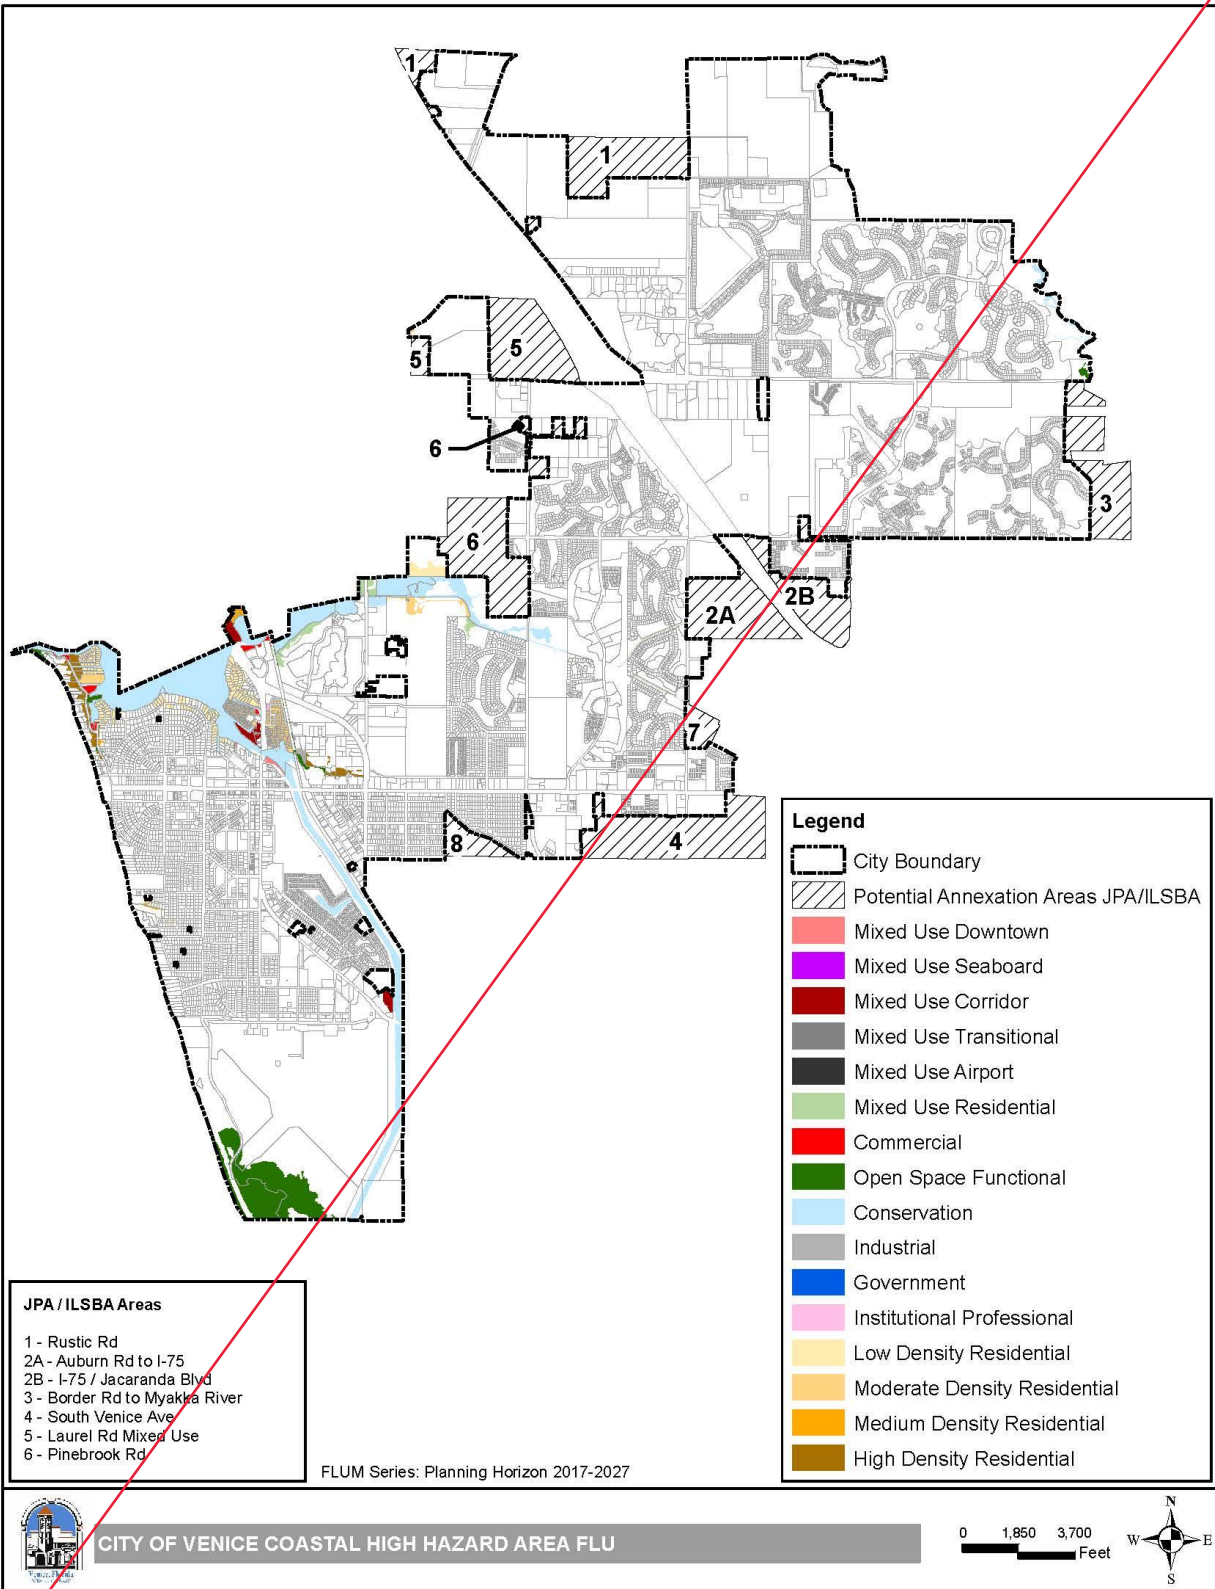 1
1
5
5
6
3
6
2B
2A
7
8
4
Legend
City Boundary
Potential Annexation Areas JPA/ILSBA
Mixed Use Downtown
Mixed Use Seaboard
Mixed Use Corridor
Mixed Use Transitional
Mixed Use Airport
Mixed Use Residential
Commercial
Open Space Functional
Conservation
Industrial
Government
Institutional Professional
Low Density Residential
Moderate Density Residential
Medium Density Residential
High Density Residential
JPA / ILSBA Areas
1 - Rustic Rd
2A - Auburn Rd to I-75
2B - I-75 / Jacaranda Blvd
3 - Border Rd to Myakka River
4 - South Venice Ave
5 - Laurel Rd Mixed Use
6 - Pinebrook Rd
FLUM Series: Planning Horizon 2017-2027
Venice, Florida
CITY OF VENICE COASTAL HIGH HAZARD AREA FLU
0 1,850 3,700
Feet
N
W E
S